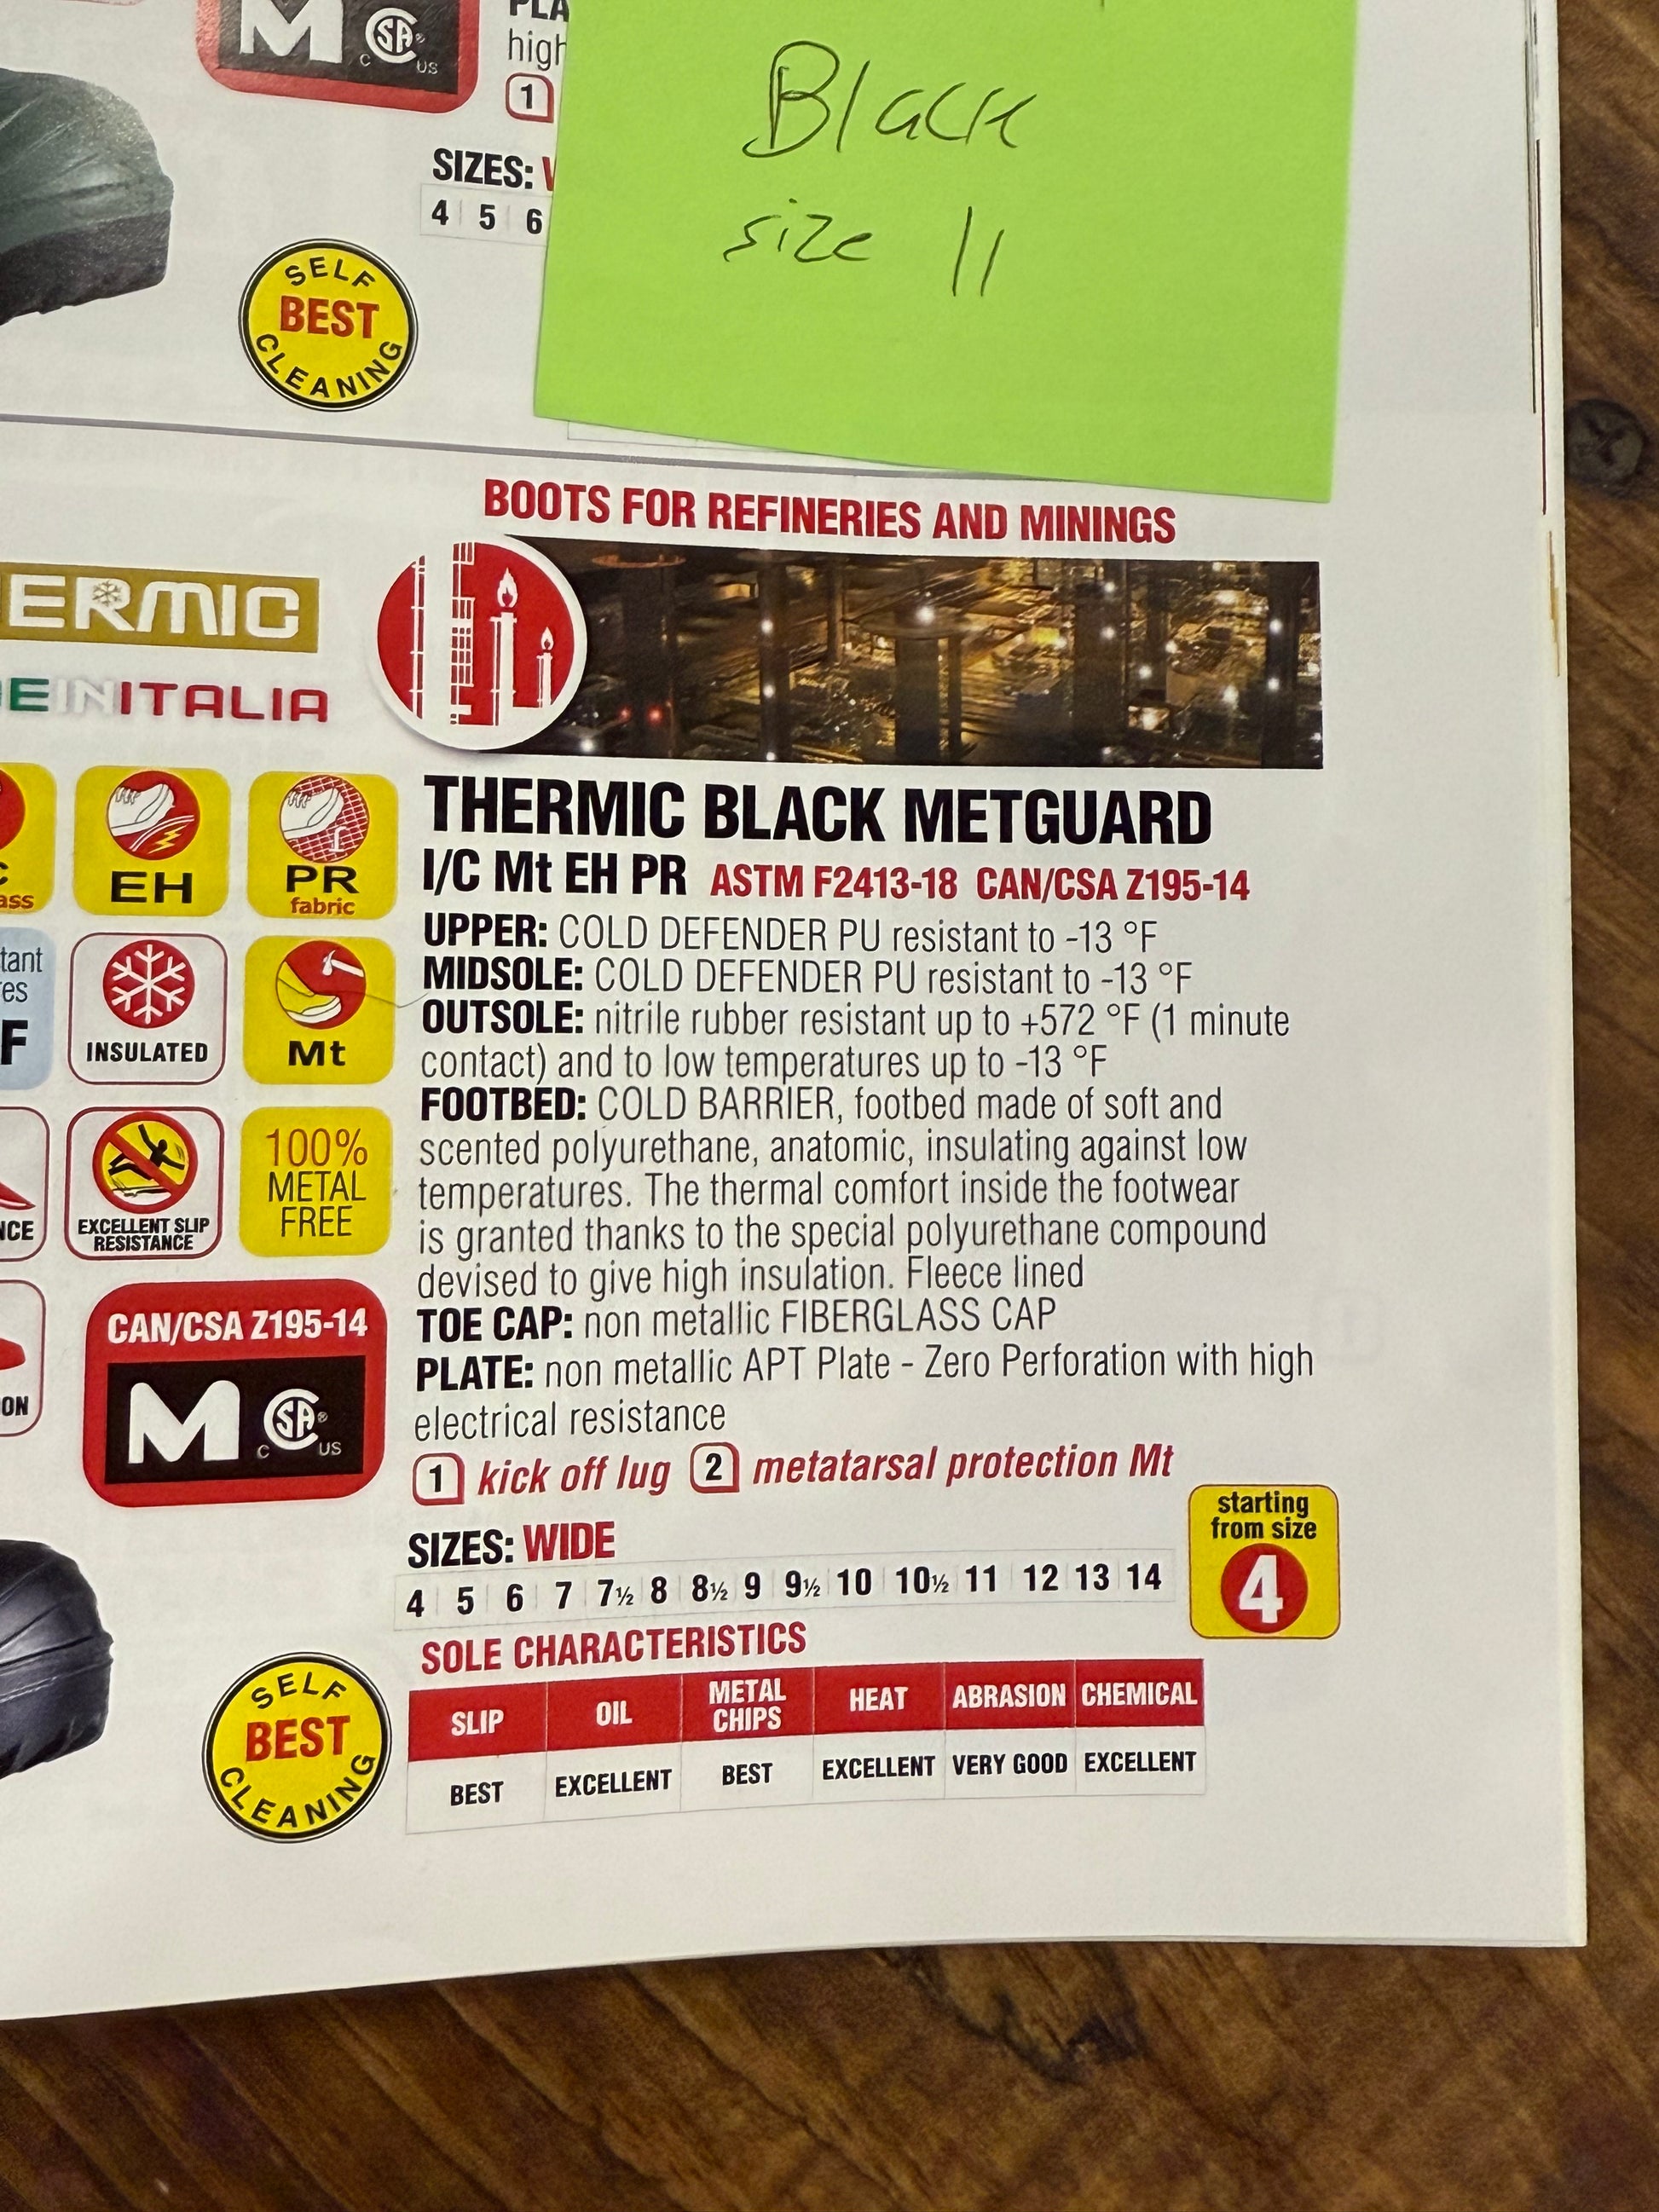 M
CSA®
C US
high
1
SIZES:
4 5 6
SELF
BEST
CLEANING
Black
size 11
BOOTS FOR REFINERIES AND MININGS
ERMIC
E IN ITALIA
EH
PR
fabric
INSULATED
Mt
F
EXCELLENT SLIP
RESISTANCE
100%
METAL
FREE
CAN/CSA Z195-14
M
CSA®
C US
THERMIC BLACK METGUARD
I/C Mt EH PR ASTM F2413-18 CAN/CSA Z195-14
UPPER: COLD DEFENDER PU resistant to -13 °F
MIDSOLE: COLD DEFENDER PU resistant to -13 °F
OUTSOLE: nitrile rubber resistant up to +572 °F (1 minute
contact) and to low temperatures up to -13 °F
FOOTBED: COLD BARRIER, footbed made of soft and
scented polyurethane, anatomic, insulating against low
temperatures. The thermal comfort inside the footwear
is granted thanks to the special polyurethane compound
devised to give high insulation. Fleece lined
TOE CAP: non metallic FIBERGLASS CAP
PLATE: non metallic APT Plate - Zero Perforation with high
electrical resistance
1 kick off lug 2 metatarsal protection Mt
SIZES: WIDE
4 5 6 7 7½ 8 8½ 9 9½ 10 10½ 11 12 13 14
starting
from size
4
SOLE CHARACTERISTICS
SLIP OIL METAL CHIPS HEAT ABRASION CHEMICAL
BEST EXCELLENT BEST EXCELLENT VERY GOOD EXCELLENT
SELF
BEST
CLEANING